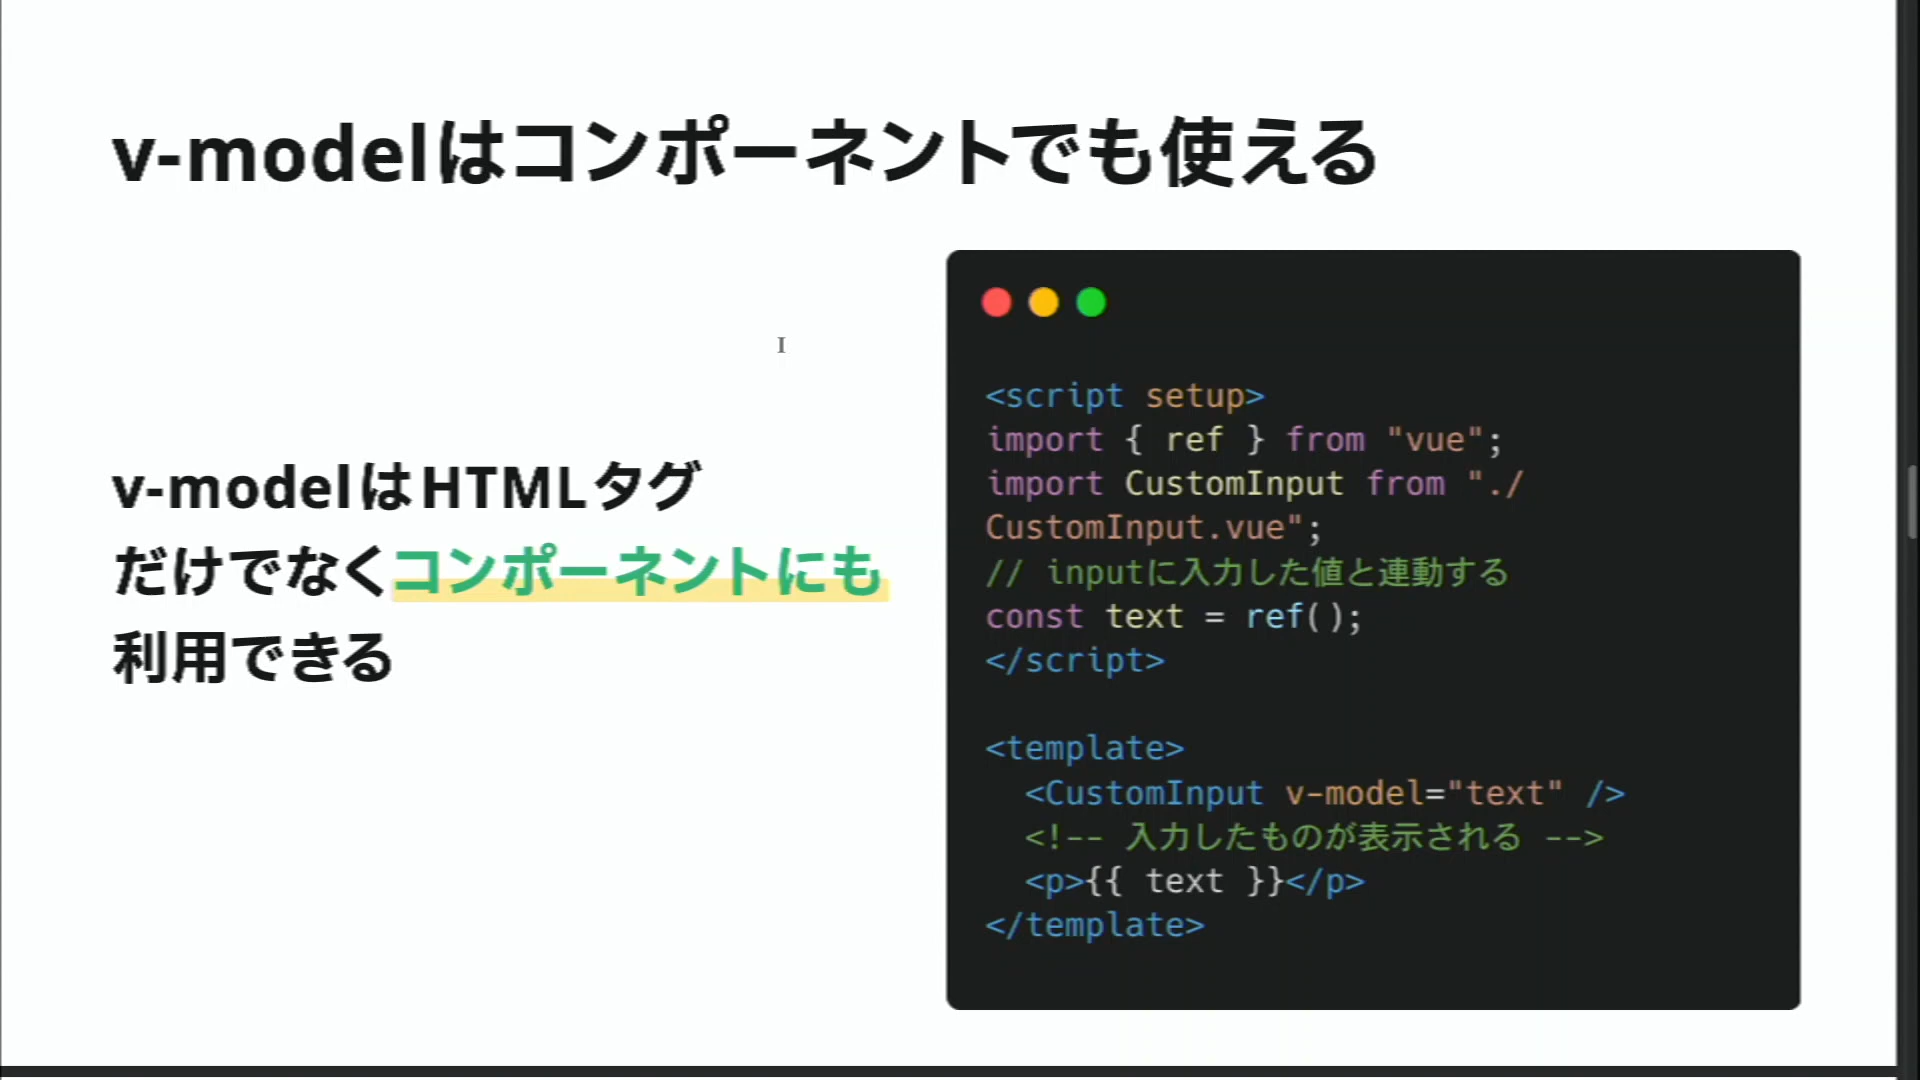 v-modelはコンポーネントでも使える
v-modelはHTMLタグ
だけでなくコンポーネントにも
利用できる
<script setup>
import { ref } from "vue";
import CustomInput from "./
CustomInput.vue";
// inputに入力した値と連動する
const text = ref();
</script>
<template>
  <CustomInput v-model="text" />
  <!-- 入力したものが表示される -->
  <p>{{ text }}</p>
</template>